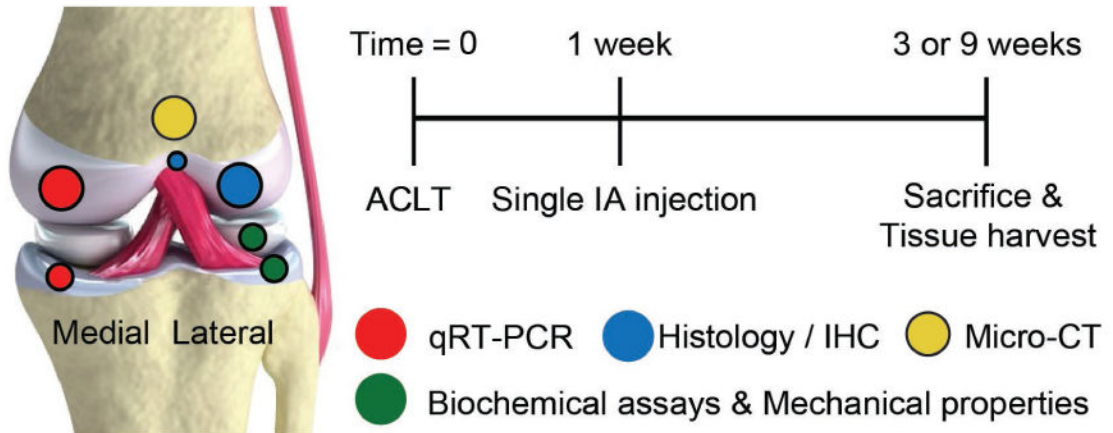 Time = 0
1 week
3 or 9 weeks
ACLT
Single IA injection
Sacrifice &
Tissue harvest
Medial
Lateral
qRT-PCR
Histology / IHC
Micro-CT
Biochemical assays & Mechanical properties